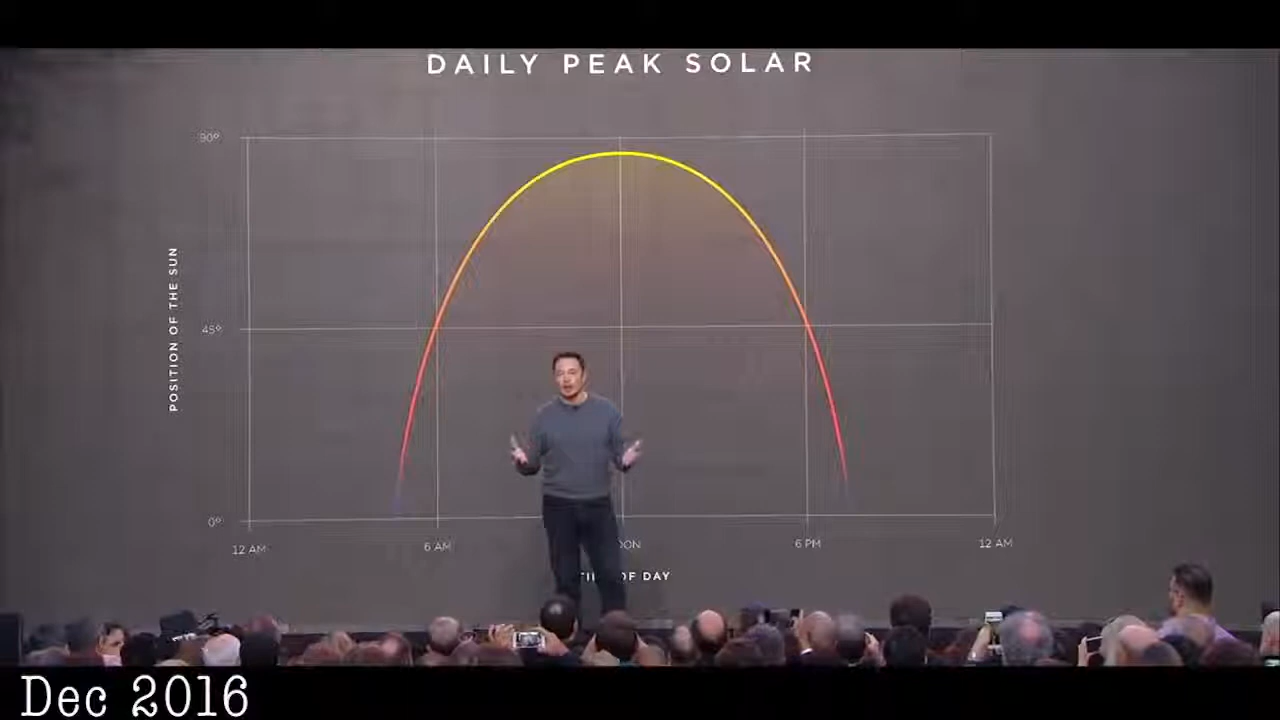 DAILY PEAK SOLAR
90°
POSITION OF THE SUN
45°
0°
12 AM
6 AM
6 PM
12 AM
OF DAY
Dec 2016